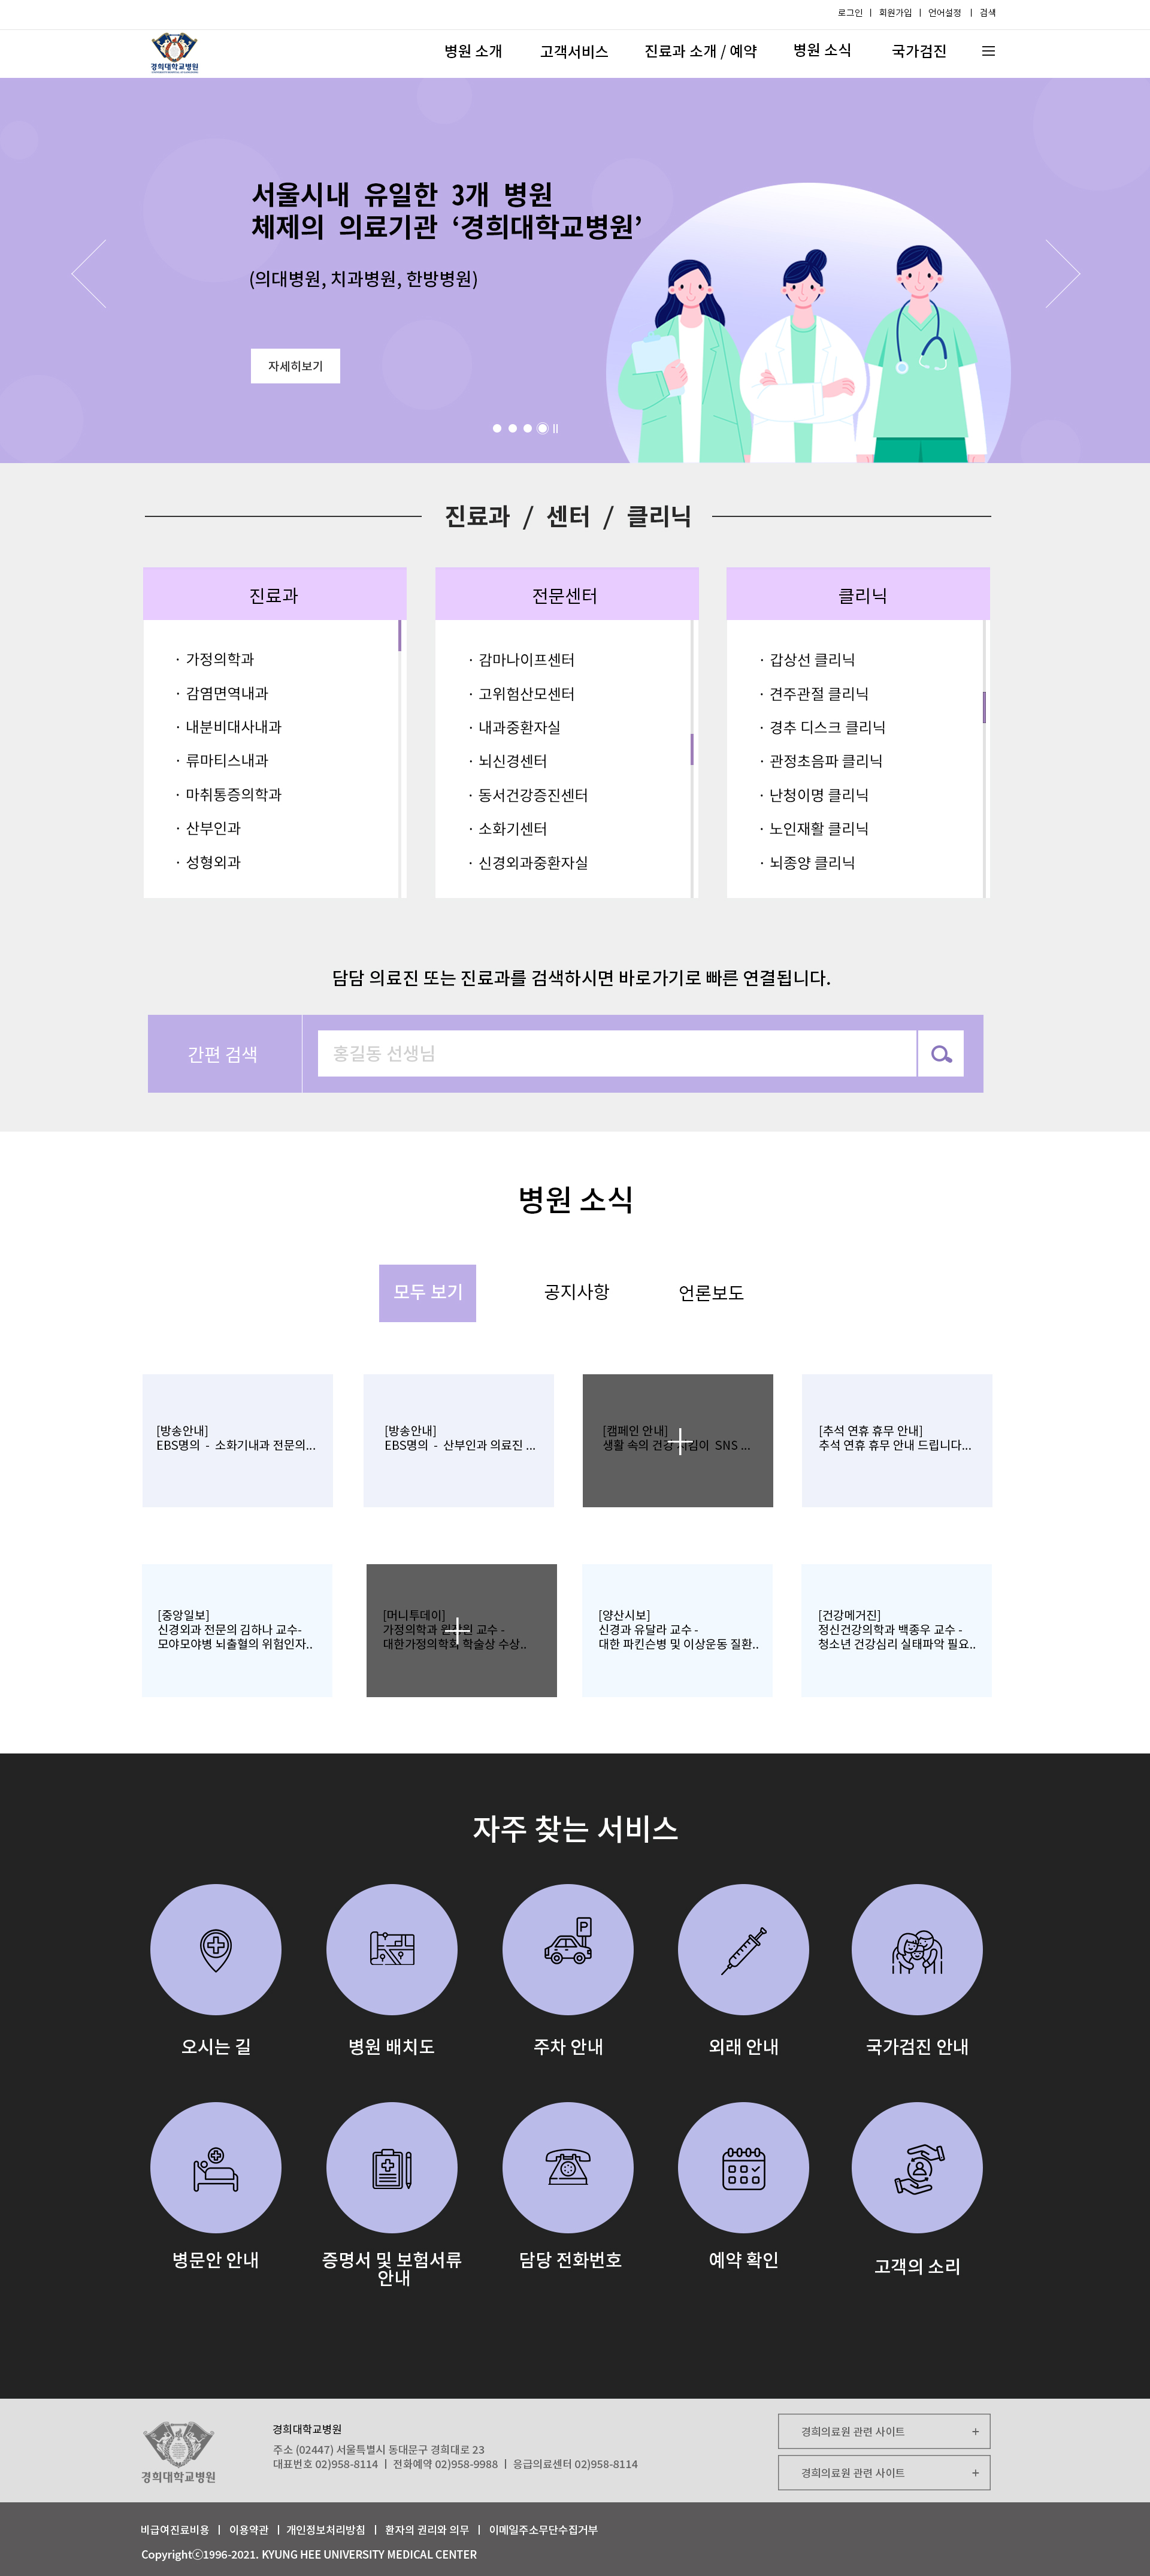 로그인 | 회원가입 | 언어설정 | 검색
경희대학교병원
병원 소개 고객서비스 진료과 소개 / 예약 병원 소식 국가검진
서울시내 유일한 3개 병원
체제의 의료기관 ‘경희대학교병원’
(의대병원, 치과병원, 한방병원)
자세히보기
진료과 / 센터 / 클리닉
진료과
· 가정의학과
· 감염면역내과
· 내분비대사내과
· 류마티스내과
· 마취통증의학과
· 산부인과
· 성형외과
전문센터
· 감마나이프센터
· 고위험산모센터
· 내과중환자실
· 뇌신경센터
· 동서건강증진센터
· 소화기센터
· 신경외과중환자실
클리닉
· 갑상선 클리닉
· 견주관절 클리닉
· 경추 디스크 클리닉
· 관정초음파 클리닉
· 난청이명 클리닉
· 노인재활 클리닉
· 뇌종양 클리닉
담담 의료진 또는 진료과를 검색하시면 바로가기로 빠른 연결됩니다.
간편 검색 홍길동 선생님
병원 소식
모두 보기 공지사항 언론보도
[방송안내]
EBS명의 - 소화기내과 전문의...
[방송안내]
EBS명의 - 산부인과 의료진 ...
[캠페인 안내]
생활 속의 건강 SNS ...
[추석 연휴 휴무 안내]
추석 연휴 휴무 안내 드립니다...
[중앙일보]
신경외과 전문의 김하나 교수-
모야모야병 뇌출혈의 위험인자..
[머니투데이]
가정의학과 교수 -
대한가정의학회 학술상 수상..
[양산시보]
신경과 유달라 교수 -
대한 파킨슨병 및 이상운동 질환..
[건강메거진]
정신건강의학과 백종우 교수 -
청소년 건강심리 실태파악 필요..
자주 찾는 서비스
P
오시는 길 병원 배치도 주차 안내 외래 안내 국가검진 안내
병문안 안내
증명서 및 보험서류
안내
담당 전화번호
예약 확인
고객의 소리
경희대학교병원
경희대학교병원
주소 (02447) 서울특별시 동대문구 경희대로 23
대표번호 02)958-8114 | 전화예약 02)958-9988 | 응급의료센터 02)958-8114
경희의료원 관련 사이트 +
경희의료원 관련 사이트 +
비급여진료비용 | 이용약관 | 개인정보처리방침 | 환자의 권리와 의무 | 이메일주소무단수집거부
Copyrightⓒ1996-2021. KYUNG HEE UNIVERSITY MEDICAL CENTER